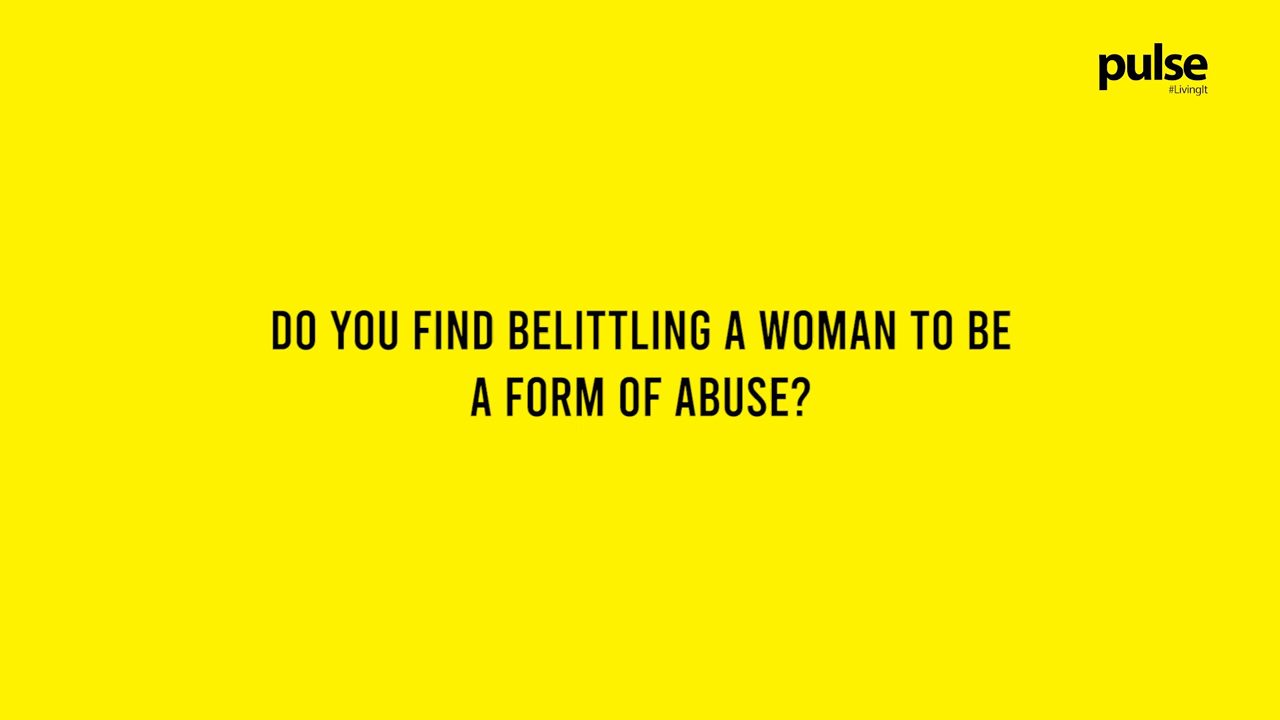 pulse
#LivingIt
DO YOU FIND BELITTLING A WOMAN TO BE
A FORM OF ABUSE?